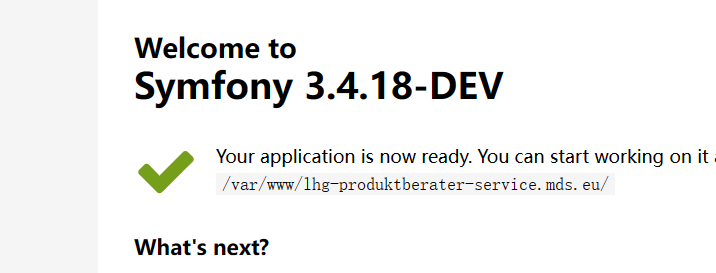 Welcome to
Symfony 3.4.18-DEV
Your application is now ready. You can start working on it
/var/www/lhg-produktberater-service.mds.eu/
What's next?